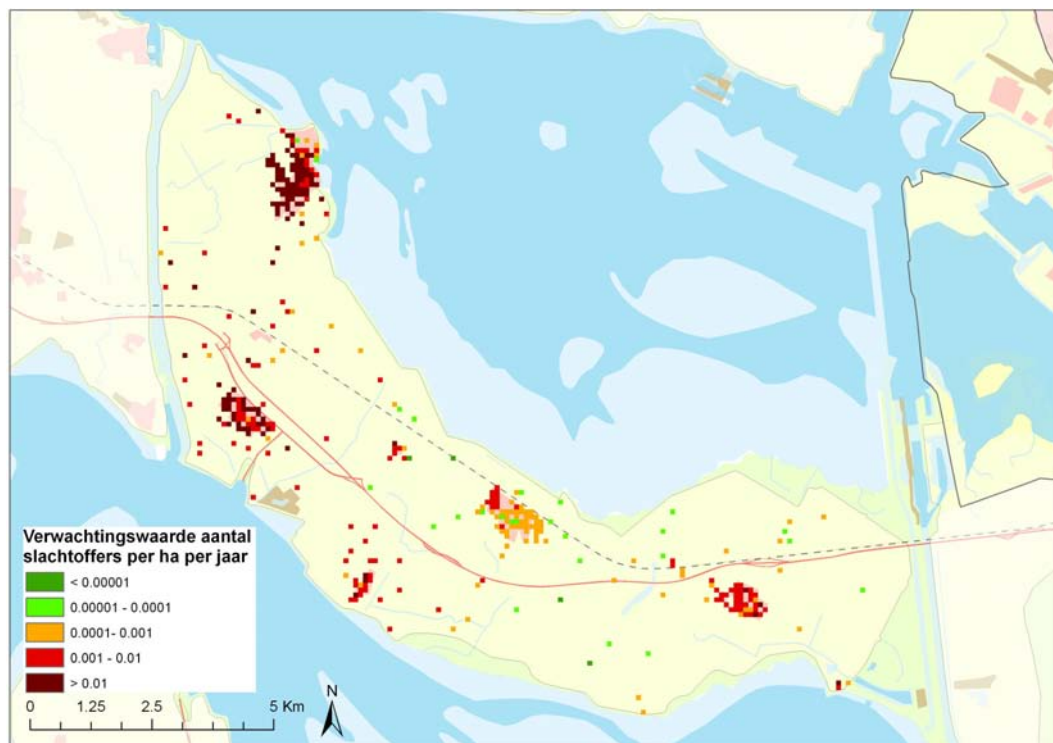 Verwachtingswaarde aantal
slachtoffers per ha per jaar
< 0.00001
0.00001 - 0.0001
0.0001- 0.001
0.001 - 0.01
> 0.01
0 1.25 2.5 5 Km
N